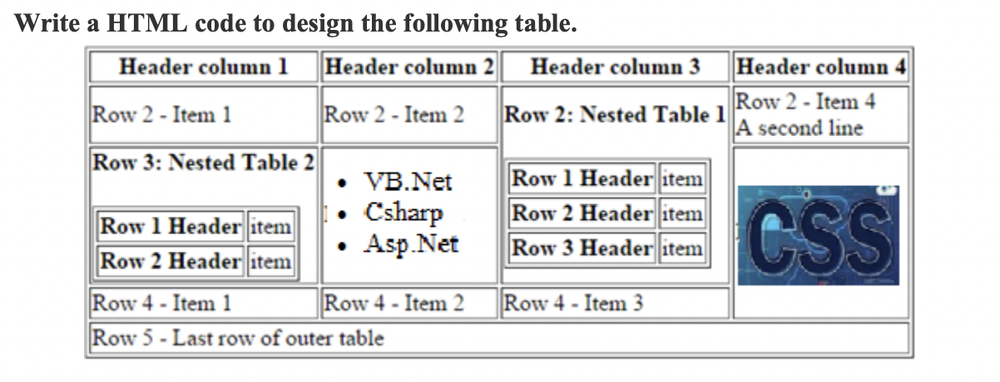 Write a HTML code to design the following table.
Header column 1 Header column 2 Header column 3 Header column 4
Row 2 - Item 1 Row 2 - Item 2 Row 2: Nested Table 1 Row 2 - Item 4
A second line
Row 3: Nested Table 2
Row 1 Header item
Row 2 Header item
• VB.Net
• Csharp
• Asp.Net
Row 1 Header item
Row 2 Header item
Row 3 Header item
CSS
Row 4 - Item 1 Row 4 - Item 2 Row 4 - Item 3
Row 5 - Last row of outer table